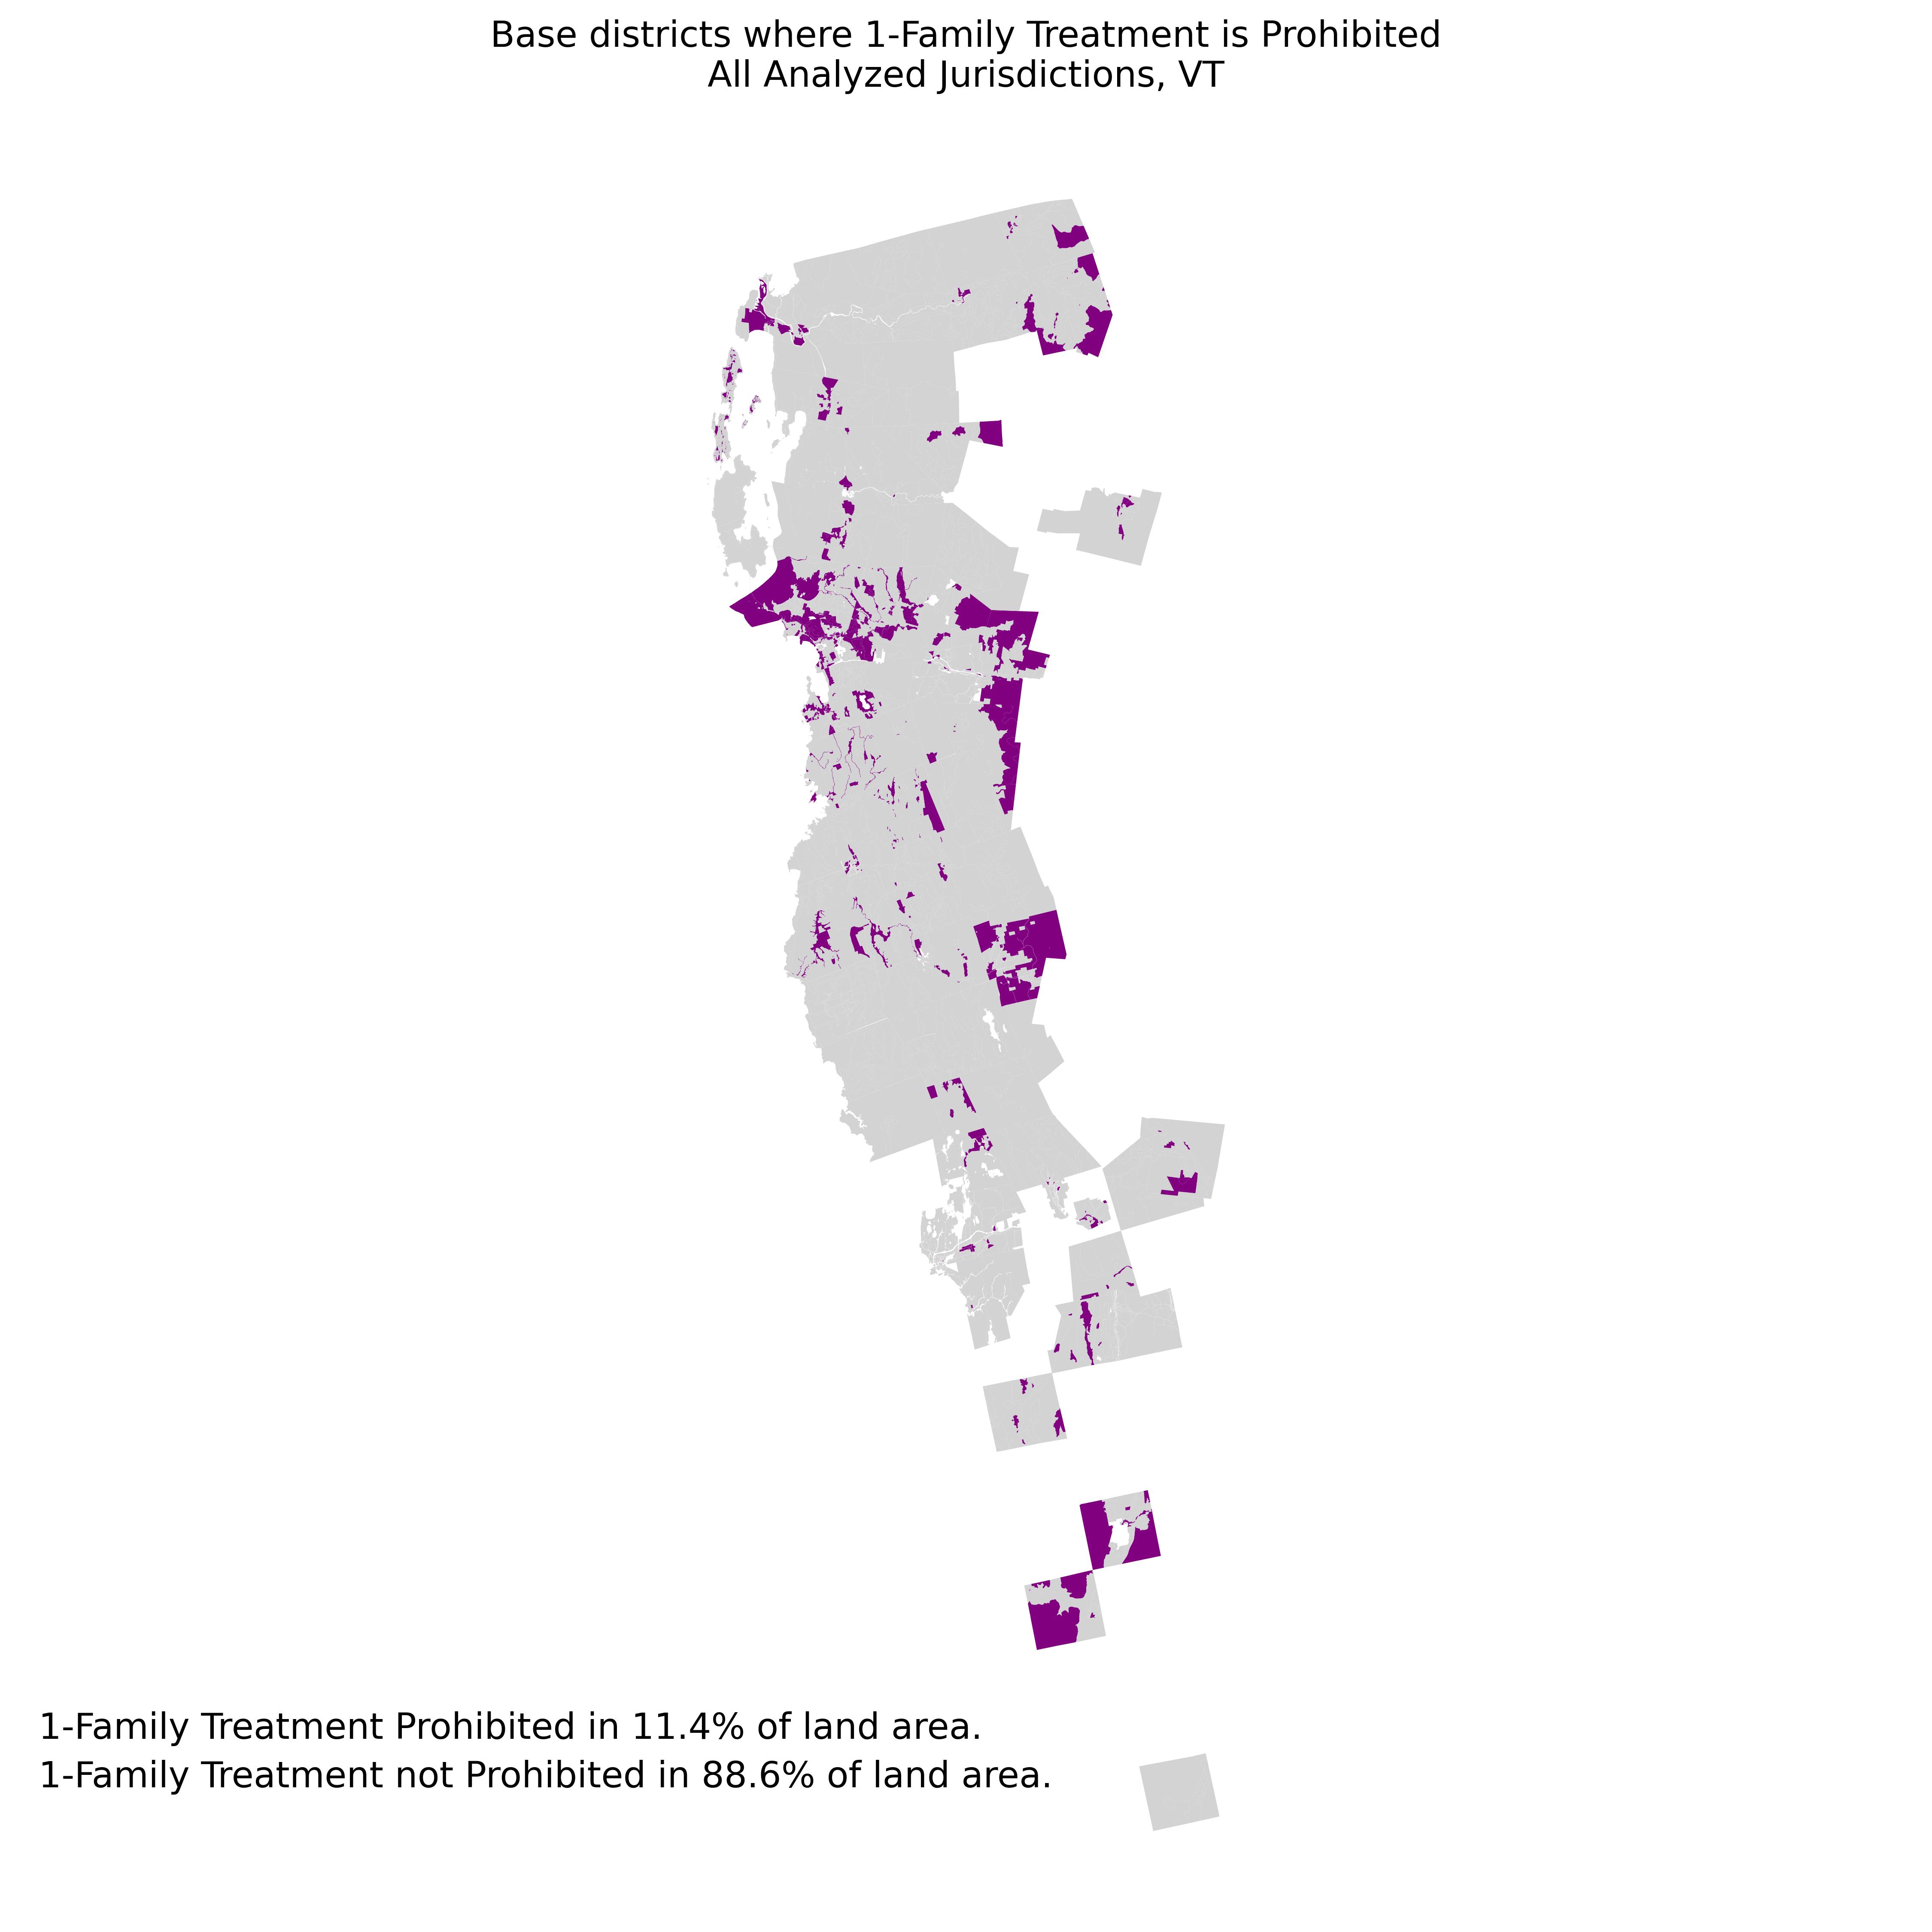 Base districts where 1-Family Treatment is Prohibited
All Analyzed Jurisdictions, VT
1-Family Treatment Prohibited in 11.4% of land area.
1-Family Treatment not Prohibited in 88.6% of land area.